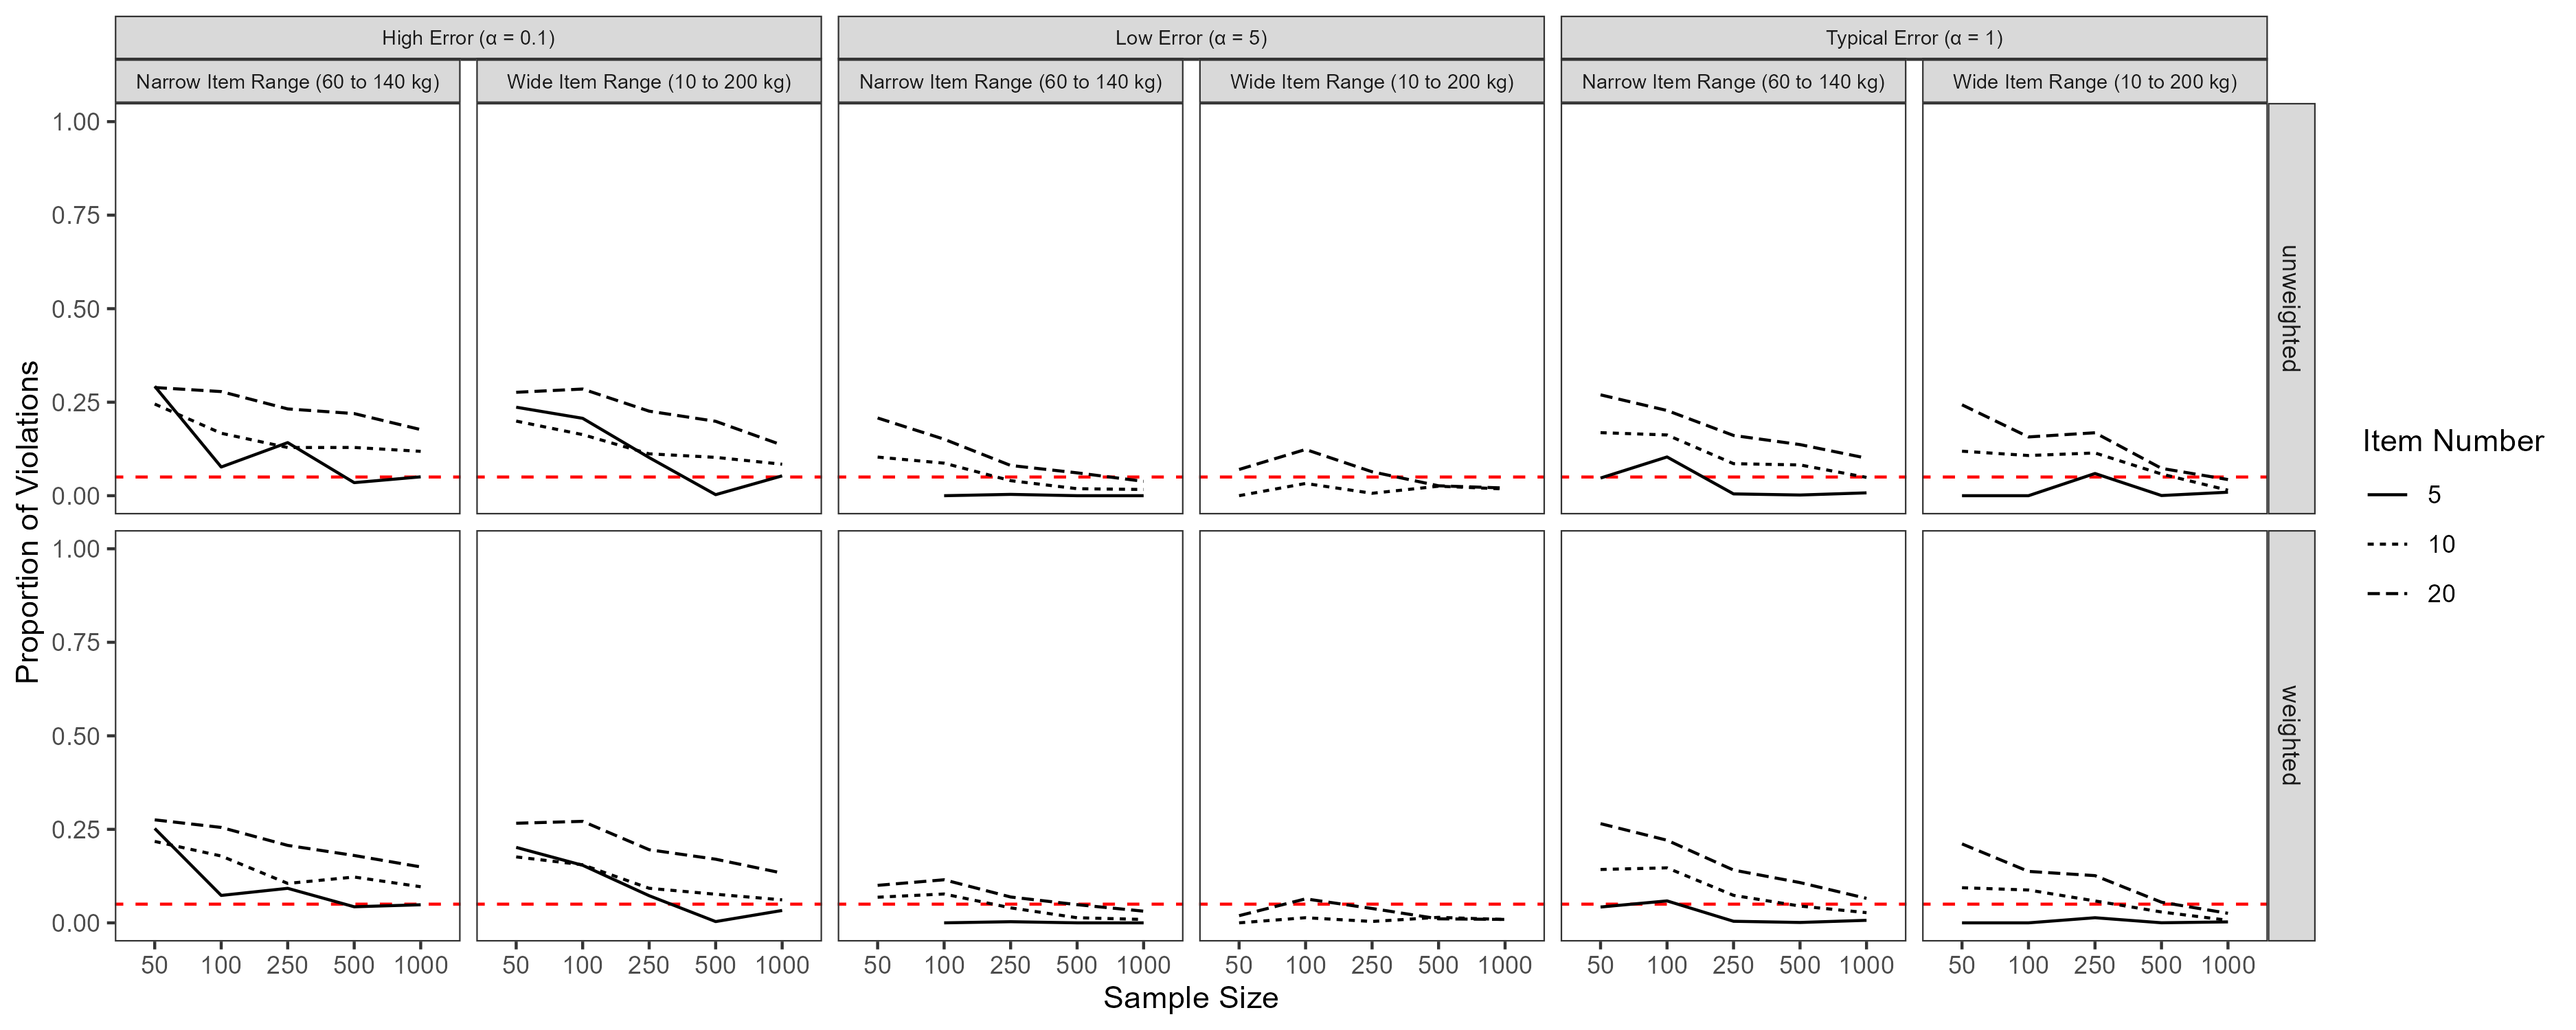 High Error (α = 0.1)
Low Error (α = 5)
Typical Error (α = 1)
Narrow Item Range (60 to 140 kg)
Wide Item Range (10 to 200 kg)
Narrow Item Range (60 to 140 kg)
Wide Item Range (10 to 200 kg)
Narrow Item Range (60 to 140 kg)
Wide Item Range (10 to 200 kg)
Proportion of Violations
1.00
0.75
0.50
0.25
0.00
unweighted
1.00
0.75
0.50
0.25
0.00
weighted
50 100 250 500 1000
50 100 250 500 1000
50 100 250 500 1000
50 100 250 500 1000
50 100 250 500 1000
50 100 250 500 1000
Sample Size
Item Number
5
10
20